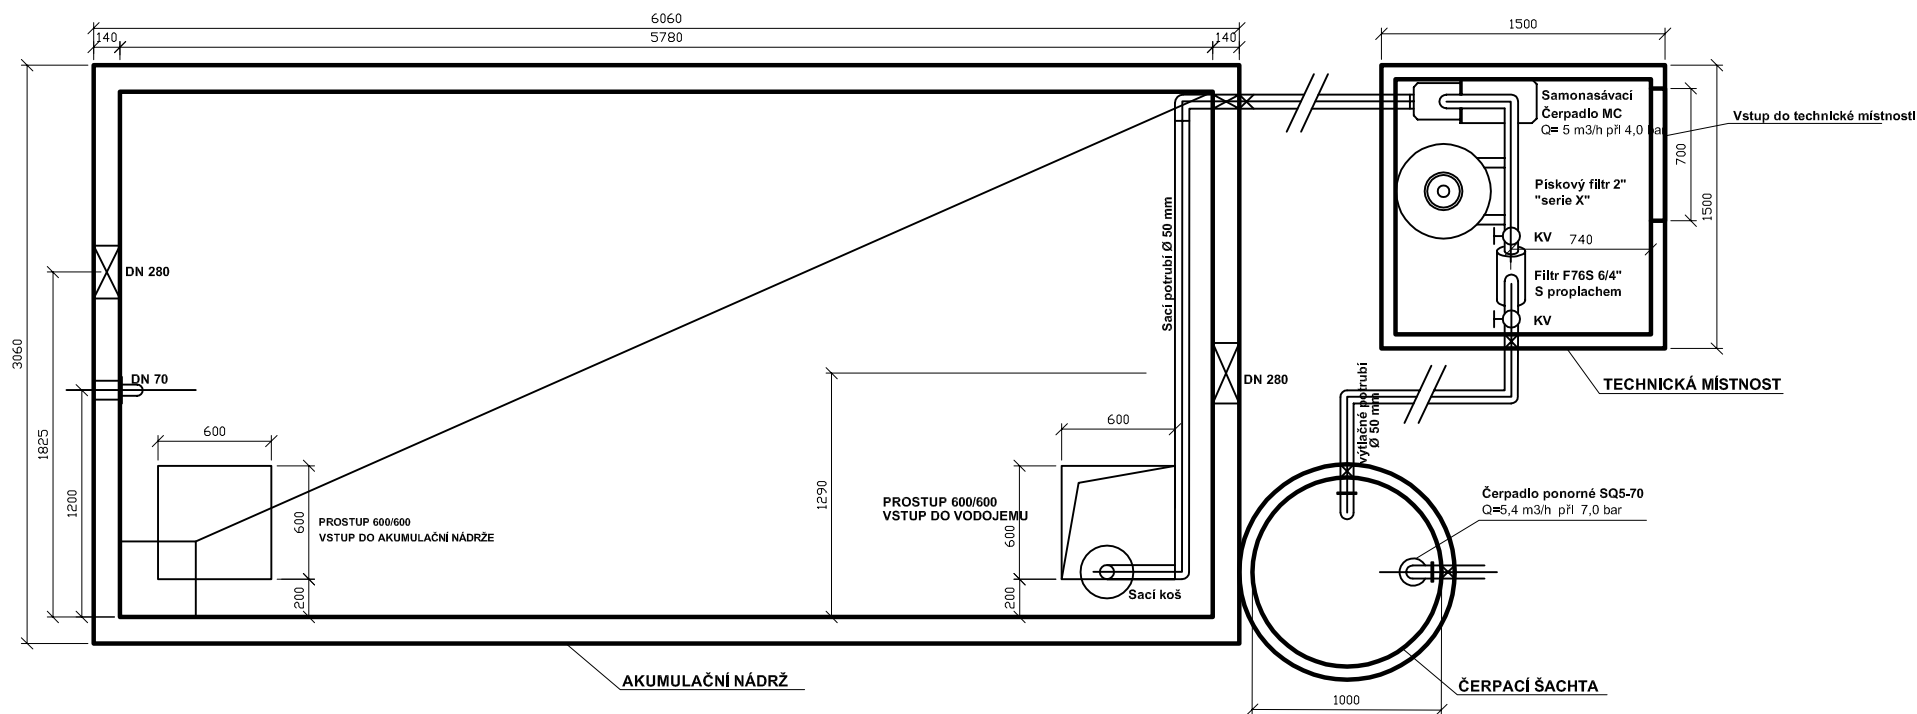 6060
140
5780
140
1500
3060
1825
1200
DN 280
DN 70
600
600
200
PROSTUP 600/600
VSTUP DO AKUMULAČNÍ NÁDRŽE
1290
PROSTUP 600/600
VSTUP DO VODOJEMU
600
600
200
Sací koš
Sací potrubí Ø 50 mm
DN 280
Samonasávací
Čerpadlo MC
Q= 5 m3/h při 4,0 bar
Vstup do technické místnosti
700
1500
Pískový filtr 2"
"serie X"
KV
740
Filtr F76S 6/4"
S proplachem
KV
TECHNICKÁ MÍSTNOST
výtlačné potrubí
Ø 50 mm
Čerpadlo ponorné SQ5-70
Q=5,4 m3/h při 7,0 bar
AKUMULAČNÍ NÁDRŽ
ČERPACÍ ŠACHTA
1000